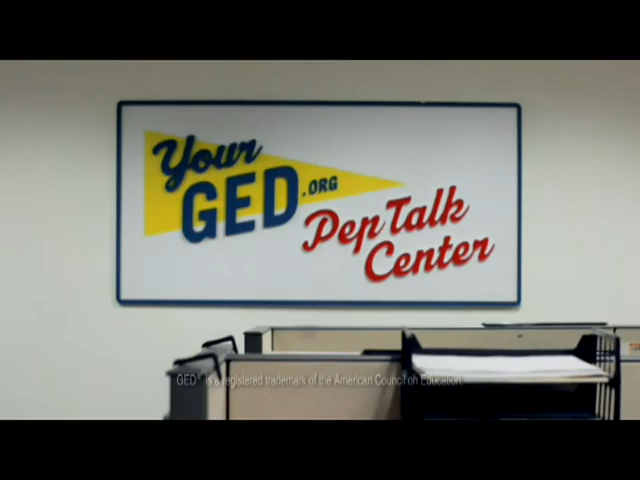 Your
GED.ORG
Pep Talk
Center
GED® is a registered trademark of the American Council on Education.